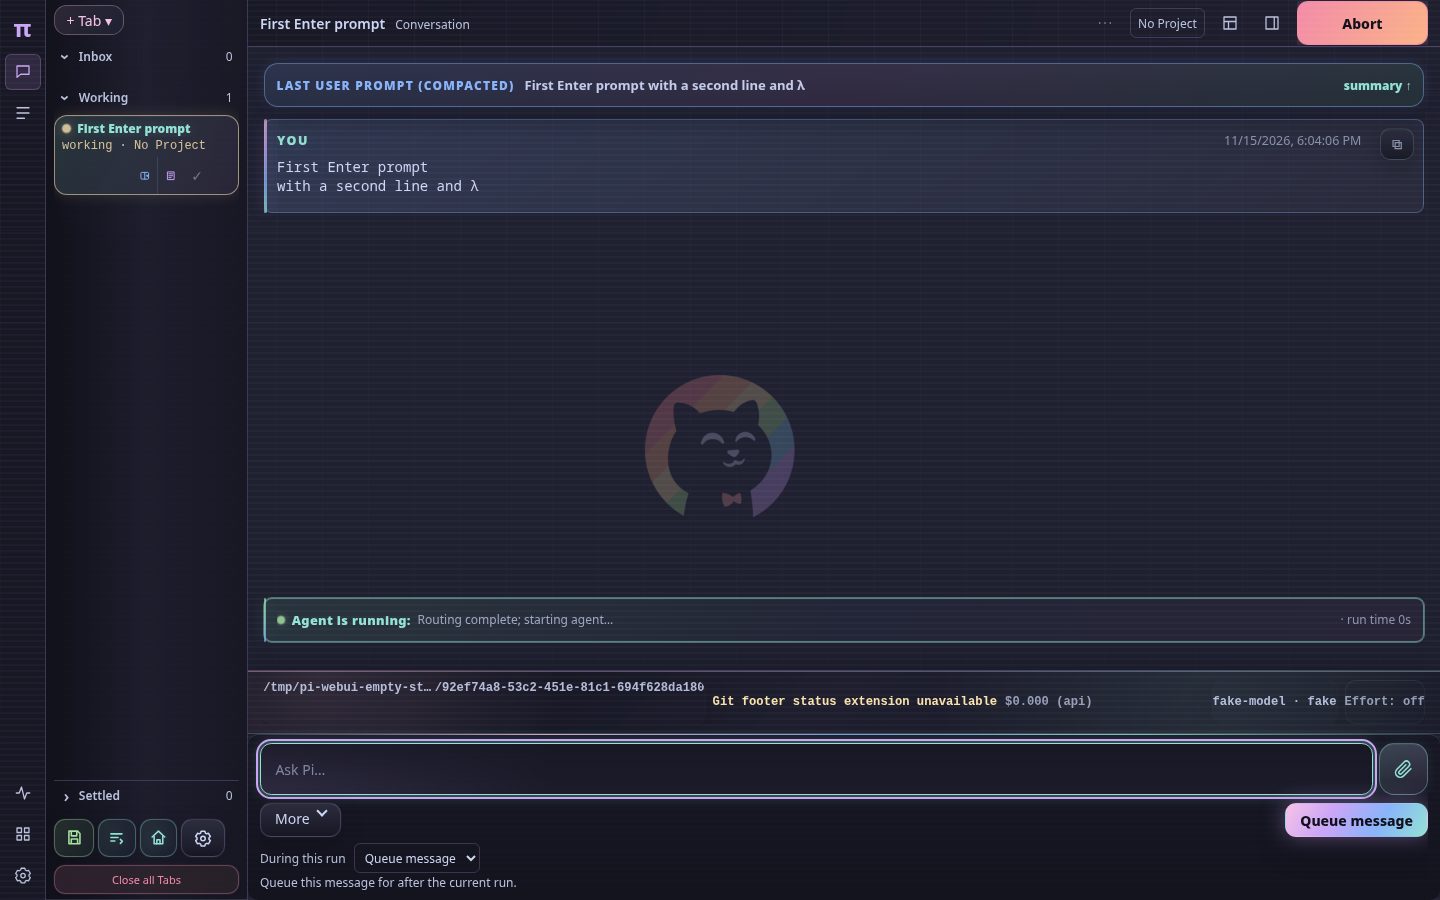 π
+ Tab ▾
Inbox 0
Working 1
First Enter prompt
working · No Project
✓
Settled 0
Close all Tabs
First Enter prompt Conversation
··· No Project Abort
LAST USER PROMPT (COMPACTED) First Enter prompt with a second line and λ summary ↑
YOU 11/15/2026, 6:04:06 PM
First Enter prompt
with a second line and λ
Agent is running: Routing complete; starting agent... · run time 0s
/tmp/pi-webui-empty-st… /92ef74a8-53c2-451e-81c1-694f628da180
Git footer status extension unavailable $0.000 (api) fake-model · fake Effort: off
Ask Pi...
More Queue message
During this run Queue message
Queue this message for after the current run.